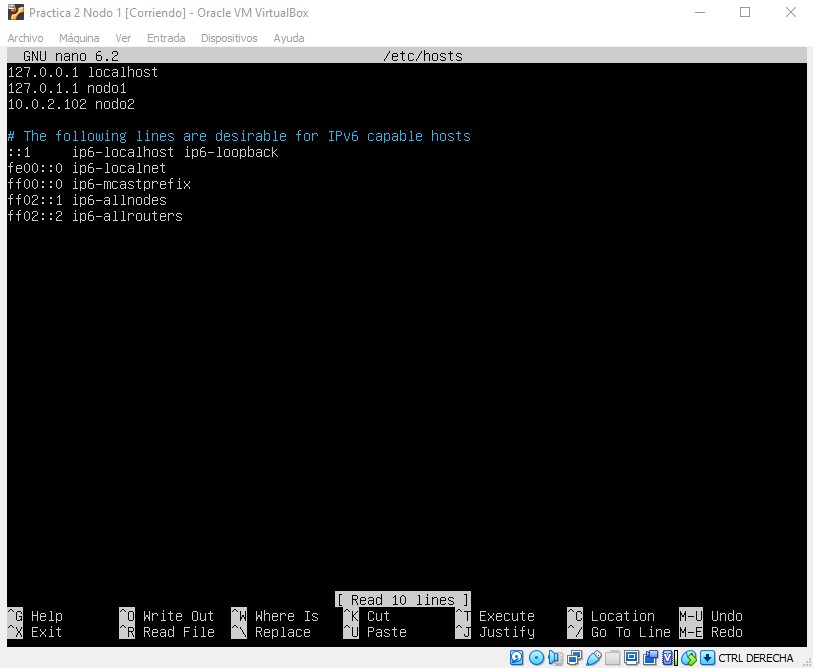 Practica 2 Nodo 1 [Corriendo] - Oracle VM VirtualBox
Archivo Máquina Ver Entrada Dispositivos Ayuda
GNU nano 6.2 /etc/hosts
127.0.0.1 localhost
127.0.1.1 nodo1
10.0.2.102 nodo2
# The following lines are desirable for IPv6 capable hosts
::1     ip6-localhost ip6-loopback
fe00::0 ip6-localnet
ff00::0 ip6-mcastprefix
ff02::1 ip6-allnodes
ff02::2 ip6-allrouters
[ Read 10 lines ]
^G Help ^O Write Out ^W Where Is ^K Cut ^T Execute ^C Location M-U Undo
^X Exit ^R Read File ^\ Replace ^U Paste ^J Justify ^/ Go To Line M-E Redo
CTRL DERECHA